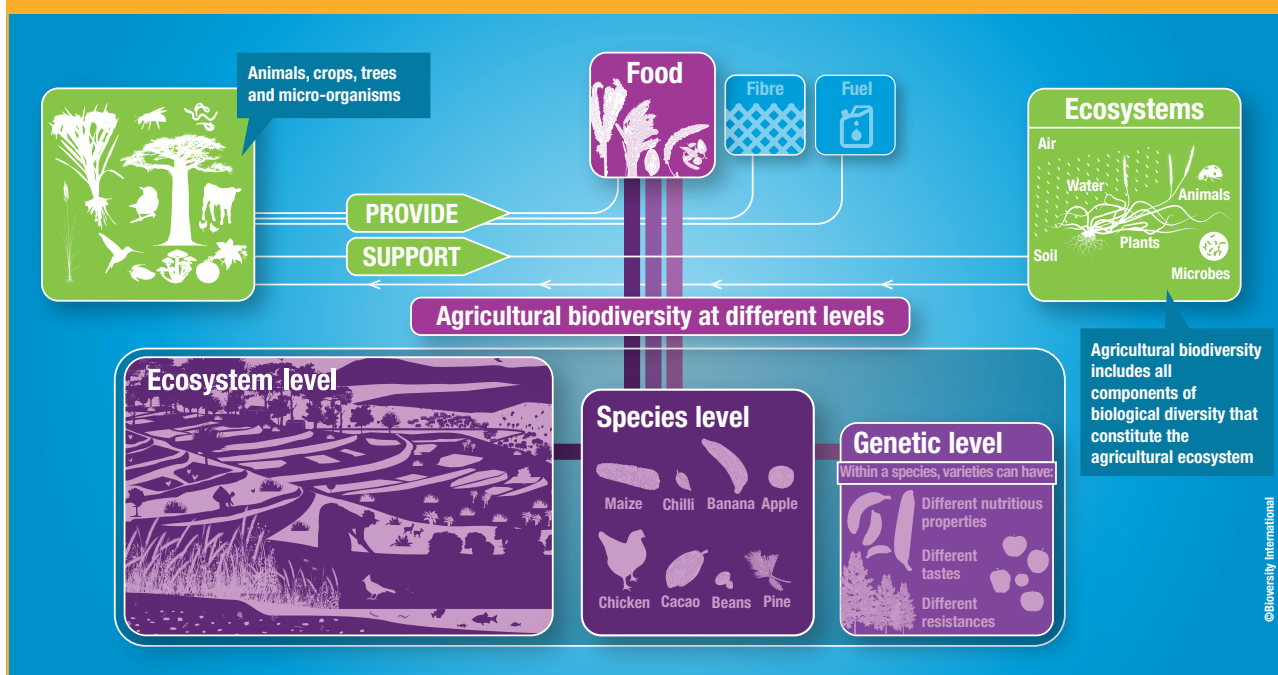 Animals, crops, trees
and micro-organisms
Food
Fibre
Fuel
Ecosystems
Air
Water
Animals
Plants
Soil
Microbes
PROVIDE
SUPPORT
Agricultural biodiversity at different levels
Agricultural biodiversity
includes all
components of
biological diversity that
constitute the
agricultural ecosystem
Ecosystem level
Species level
Maize Chilli Banana Apple
Chicken Cacao Beans Pine
Genetic level
Within a species, varieties can have:
Different nutritious
properties
Different
tastes
Different
resistances
©Bioversity International